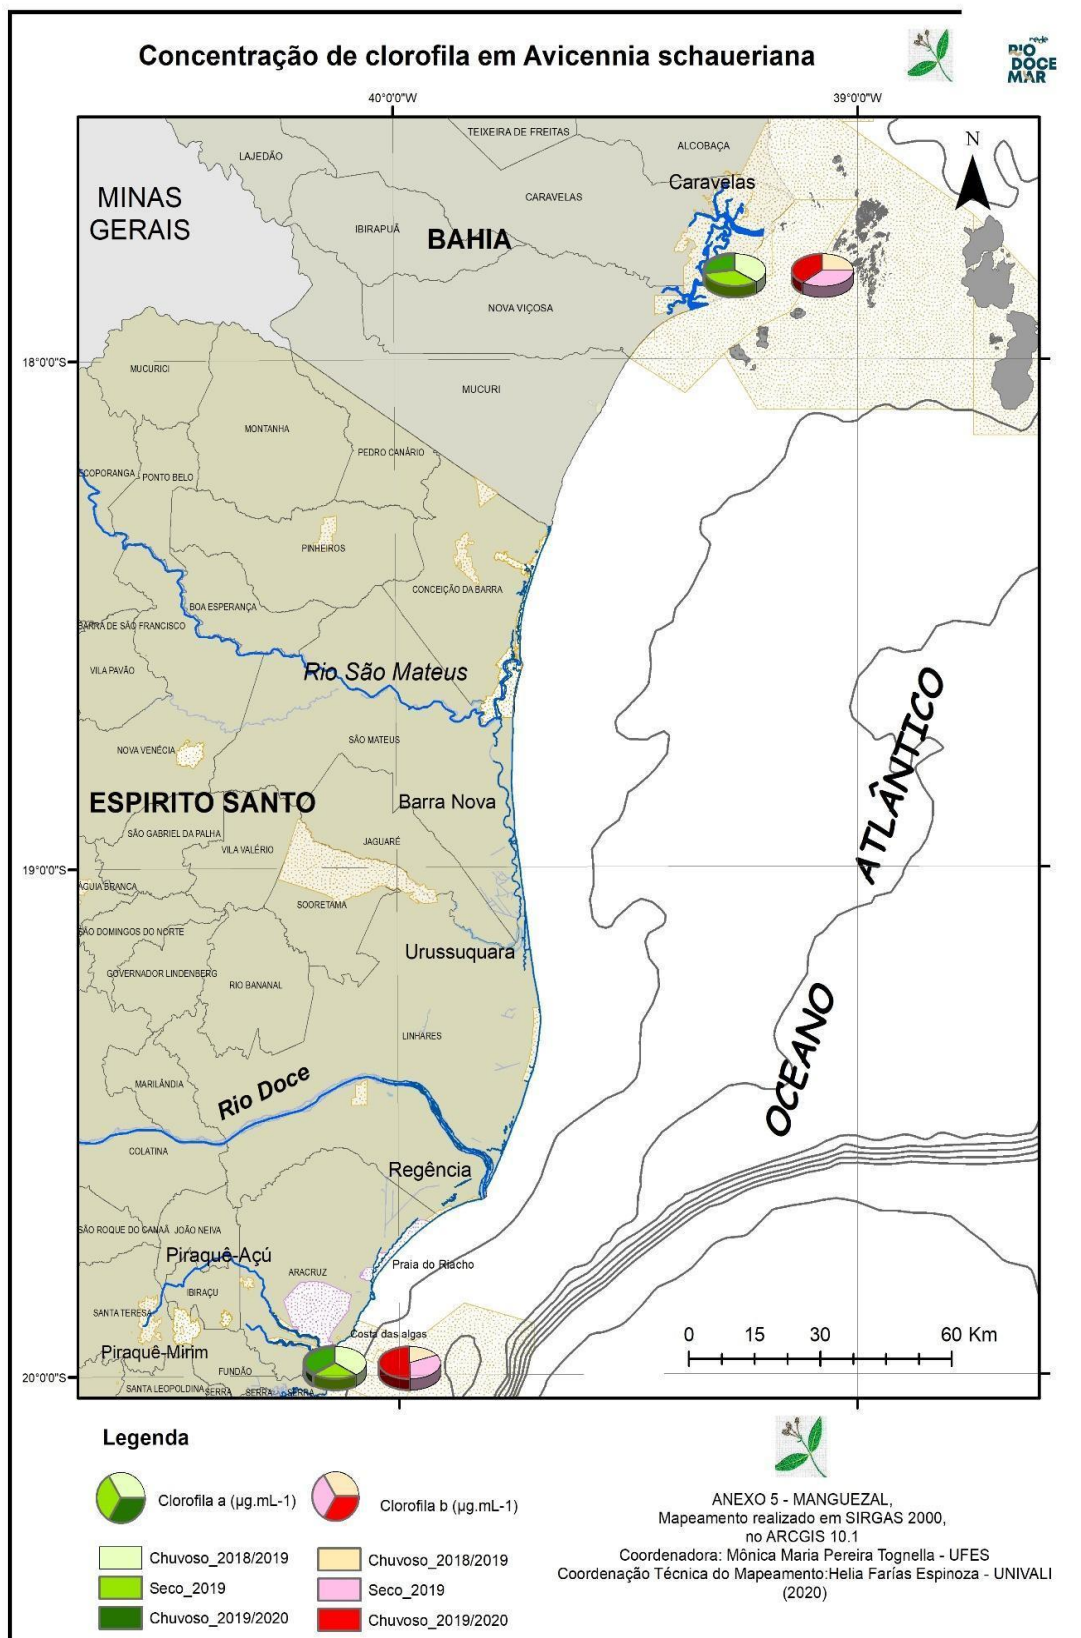 Concentração de clorofila em Avicennia schaueriana
rede
RIO
DOCE
MAR
40°0'0"W
39°0'0"W
TEIXEIRA DE FREITAS
LAJEDÃO
ALCOBAÇA
N
Caravelas
MINAS
GERAIS
CARAVELAS
IBIRAPUÃ
BAHIA
NOVA VIÇOSA
18°0'0"S
MUCURICI
MUCURI
MONTANHA
PEDRO CANÁRIO
ECOPORANGA
PONTO BELO
PINHEIROS
CONCEIÇÃO DA BARRA
BOA ESPERANÇA
BARRA DE SÃO FRANCISCO
VILA PAVÃO
Rio São Mateus
SÃO MATEUS
NOVA VENÉCIA
ESPIRITO SANTO
Barra Nova
SÃO GABRIEL DA PALHA
VILA VALÉRIO
JAGUARÉ
19°0'0"S
ÁGUIA BRANCA
SOORETAMA
SÃO DOMINGOS DO NORTE
Urussuquara
GOVERNADOR LINDENBERG
RIO BANANAL
LINHARES
OCEANO ATLÂNTICO
MARILÂNDIA
Rio Doce
COLATINA
Regência
SÃO ROQUE DO CANAÃ
JOÃO NEIVA
Piraquê-Açú
ARACRUZ
Praia do Riacho
IBIRAÇU
SANTA TERESA
Costa das algas
Piraquê-Mirim
FUNDÃO
20°0'0"S
SANTA LEOPOLDINA
SERRA
SERRA
SERRA
0 15 30 60 Km
Legenda
Clorofila a (µg.mL-1)
Clorofila b (µg.mL-1)
Chuvoso_2018/2019
Chuvoso_2018/2019
Seco_2019
Seco_2019
Chuvoso_2019/2020
Chuvoso_2019/2020
ANEXO 5 - MANGUEZAL,
Mapeamento realizado em SIRGAS 2000,
no ARCGIS 10.1
Coordenadora: Mônica Maria Pereira Tognella - UFES
Coordenação Técnica do Mapeamento:Helia Farías Espinoza - UNIVALI
(2020)